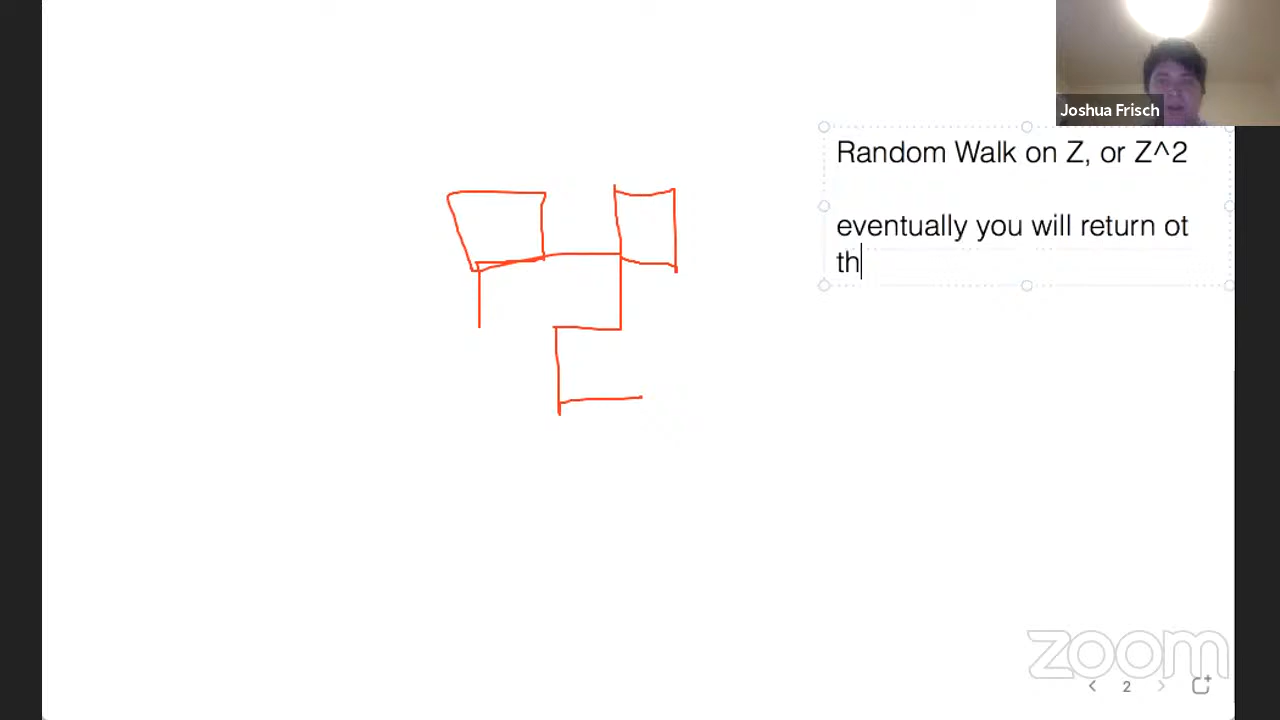 Joshua Frisch
Random Walk on Z, or Z^2
eventually you will return ot
th
zoom
2